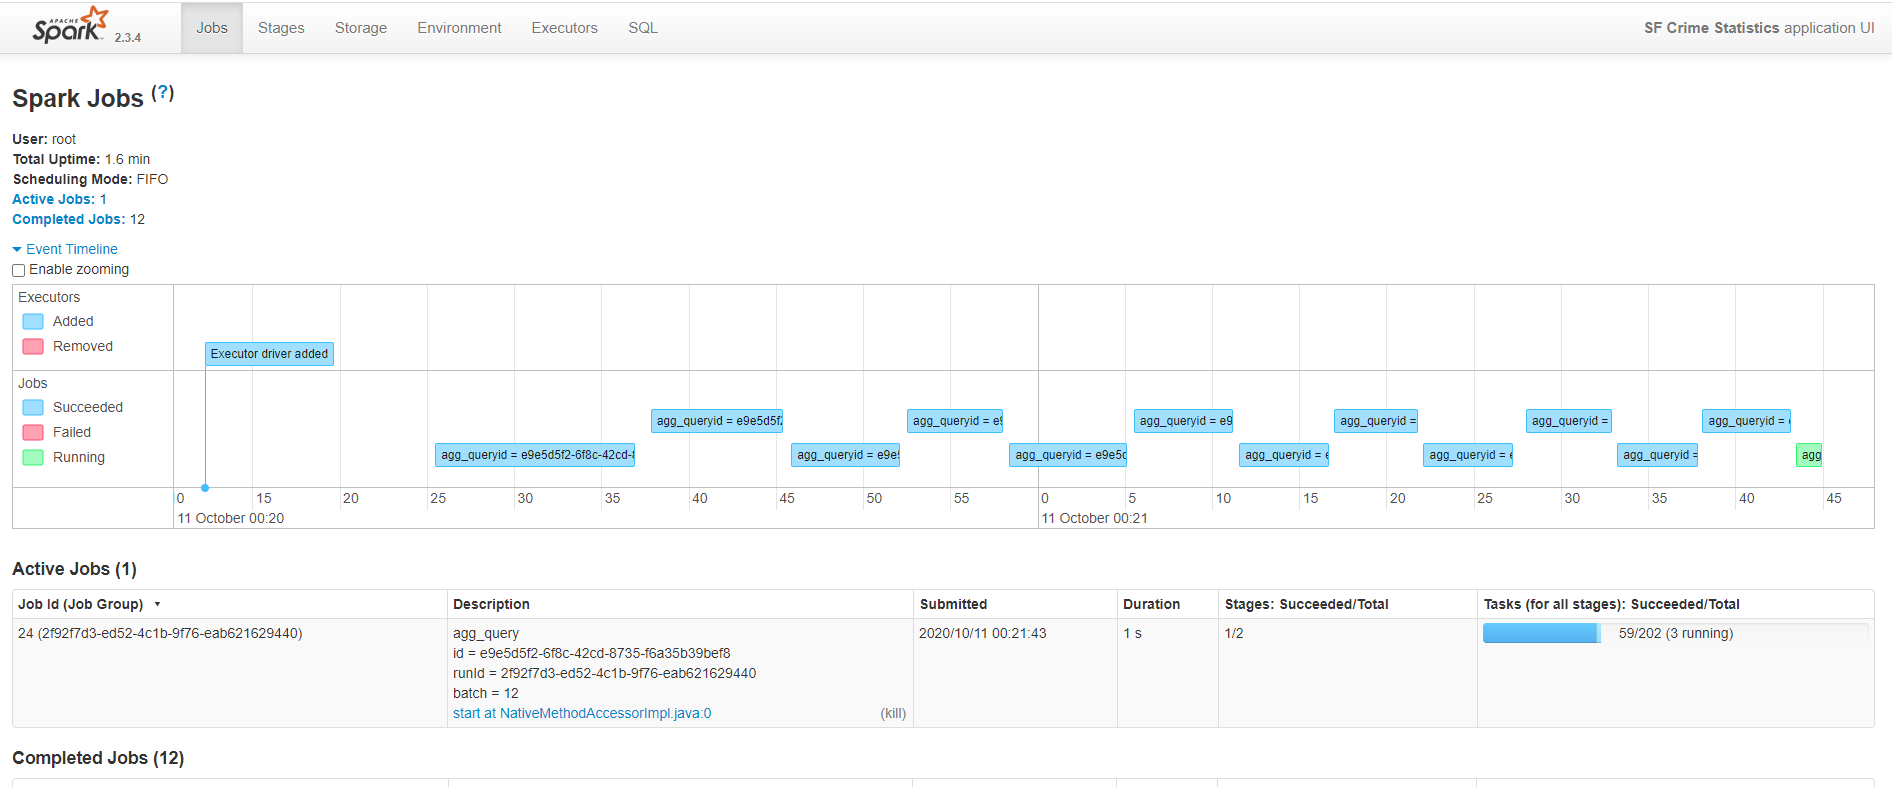 APACHE
Spark 2.3.4 Jobs Stages Storage Environment Executors SQL SF Crime Statistics application UI
Spark Jobs (?)
User: root
Total Uptime: 1.6 min
Scheduling Mode: FIFO
Active Jobs: 1
Completed Jobs: 12
Event Timeline
Enable zooming
Executors
Added
Removed
Executor driver added
Jobs
Succeeded
Failed
Running
agg_queryid = e9e5d5f2 agg_queryid = e9 agg_queryid = e9 agg_queryid = agg_queryid = agg_queryid =
agg_queryid = e9e5d5f2-6f8c-42cd-8 agg_queryid = e9e5 agg_queryid = e9e5d agg_queryid = agg_queryid = agg_queryid = agg
0 15 20 25 30 35 40 45 50 55 0 5 10 15 20 25 30 35 40 45
11 October 00:20 11 October 00:21
Active Jobs (1)
Job Id (Job Group) ▾ Description Submitted Duration Stages: Succeeded/Total Tasks (for all stages): Succeeded/Total
24 (2f92f7d3-ed52-4c1b-9f76-eab621629440) agg_query 2020/10/11 00:21:43 1 s 1/2 59/202 (3 running)
id = e9e5d5f2-6f8c-42cd-8735-f6a35b39bef8
runId = 2f92f7d3-ed52-4c1b-9f76-eab621629440
batch = 12
start at NativeMethodAccessorImpl.java:0 (kill)
Completed Jobs (12)